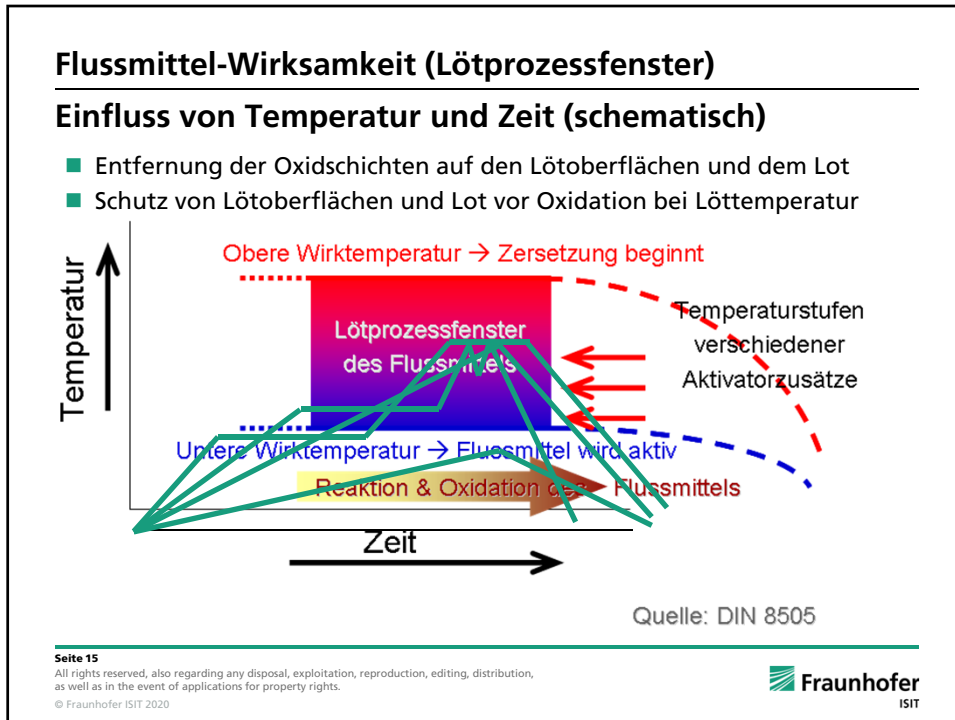 Flussmittel-Wirksamkeit (Lötprozessfenster)
Einfluss von Temperatur und Zeit (schematisch)
Entfernung der Oxidschichten auf den Lötoberflächen und dem Lot
Schutz von Lötoberflächen und Lot vor Oxidation bei Löttemperatur
Temperatur
Obere Wirktemperatur → Zersetzung beginnt
Lötprozessfenster
des Flussmittels
Temperaturstufen
verschiedener
Aktivatorzusätze
Untere Wirktemperatur → Flussmittel wird aktiv
Reaktion & Oxidation des Flussmittels
Zeit
Quelle: DIN 8505
Seite 15
All rights reserved, also regarding any disposal, exploitation, reproduction, editing, distribution,
as well as in the event of applications for property rights.
© Fraunhofer ISIT 2020
Fraunhofer
ISIT